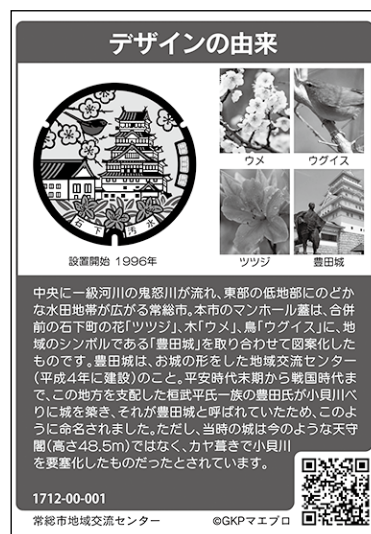 デザインの由来
ウメ
ウグイス
石下 汚水
設置開始 1996年
ツツジ
豊田城
中央に一級河川の鬼怒川が流れ、東部の低地部にのどか
な水田地帯が広がる常総市。本市のマンホール蓋は、合併
前の石下町の花「ツツジ」、木「ウメ」、鳥「ウグイス」に、地
域のシンボルである「豊田城」を取り合わせて図案化した
ものです。豊田城は、お城の形をした地域交流センター
(平成4年に建設)のこと。平安時代末期から戦国時代ま
で、この地方を支配した桓武平氏一族の豊田氏が小貝川べ
りに城を築き、それが豊田城と呼ばれていたため、このよう
に命名されました。ただし、当時の城は今のような天守
閣(高さ48.5m)ではなく、カヤ葺きで小貝川
を要塞化したものだったとされています。
1712-00-001
常総市地域交流センター
©GKPマエプロ